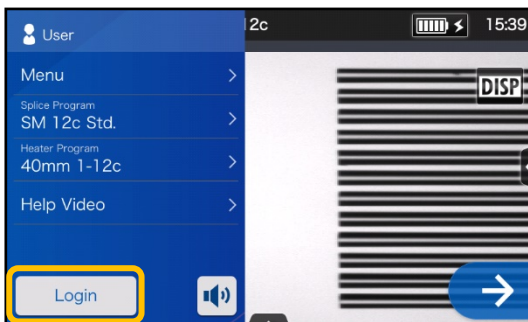 User
12c
15:39
Menu
Splice Program
SM 12c Std.
Heater Program
40mm 1-12c
Help Video
Login
DISP